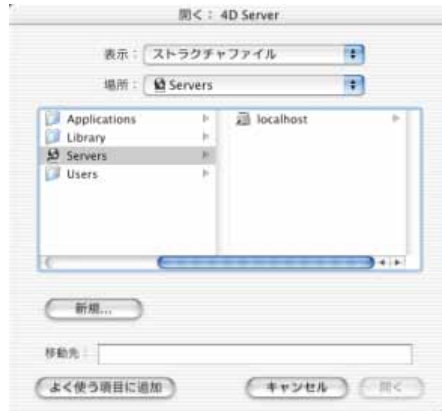 開く： 4D Server
表示： ストラクチャファイル
場所： Servers
Applications
Library
Servers
Users
localhost
新規...
移動先：
よく使う項目に追加
キャンセル
開く